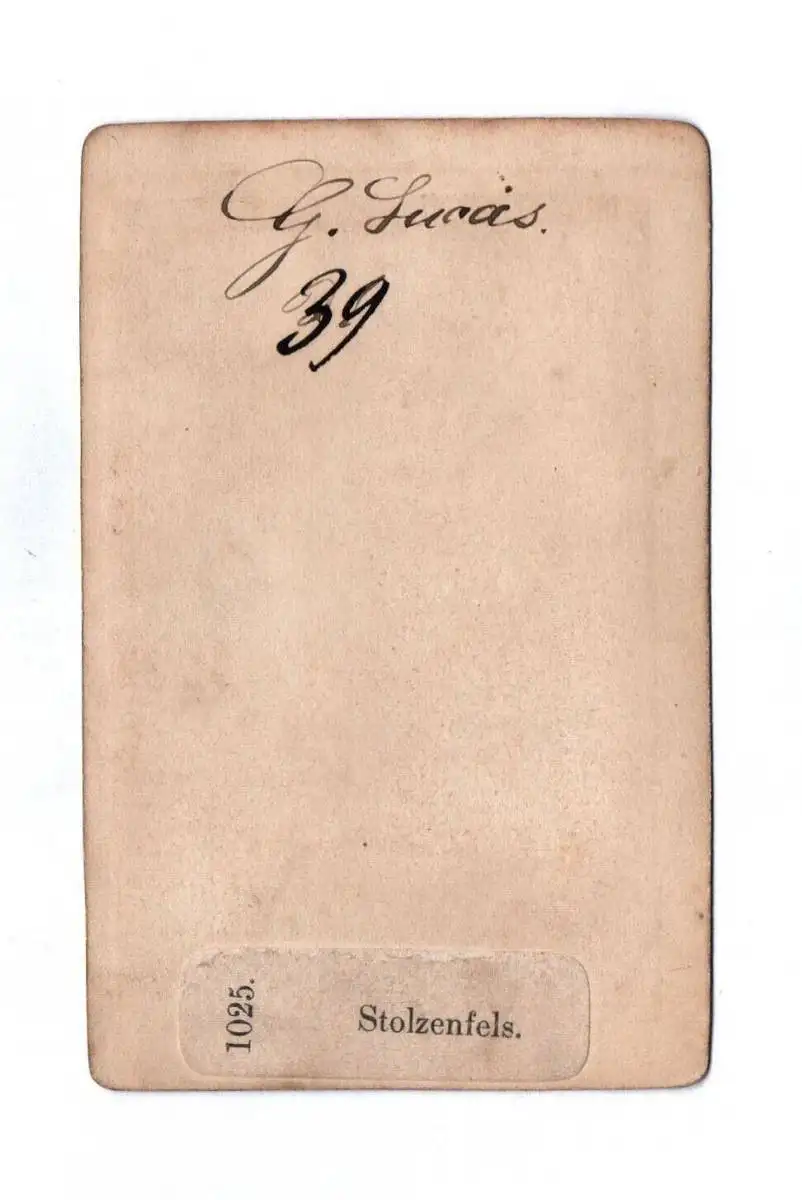 G. Lucas.
39
1025.
Stolzenfels.